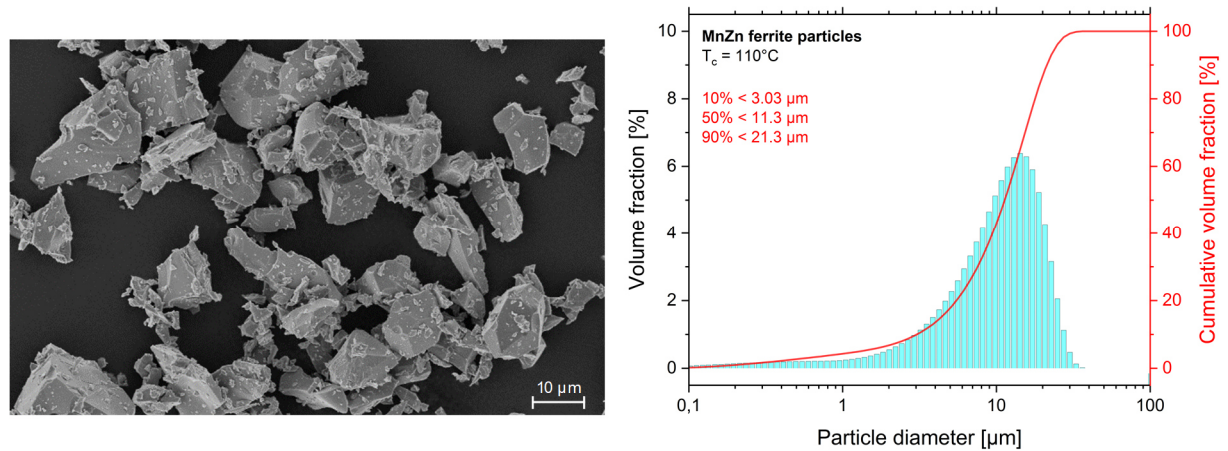 10 µm
MnZn ferrite particles
T_c = 110°C
10% < 3.03 µm
50% < 11.3 µm
90% < 21.3 µm
Volume fraction [%]
10
8
6
4
2
0
Cumulative volume fraction [%]
100
80
60
40
20
0
0,1
1
10
100
Particle diameter [µm]